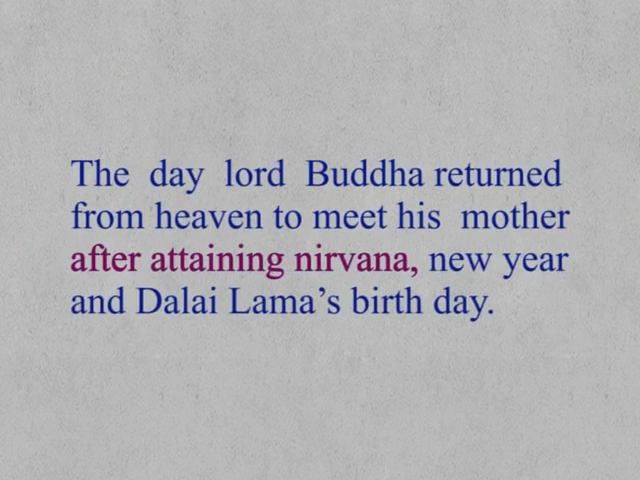 The day lord Buddha returned
from heaven to meet his mother
after attaining nirvana, new year
and Dalai Lama’s birth day.